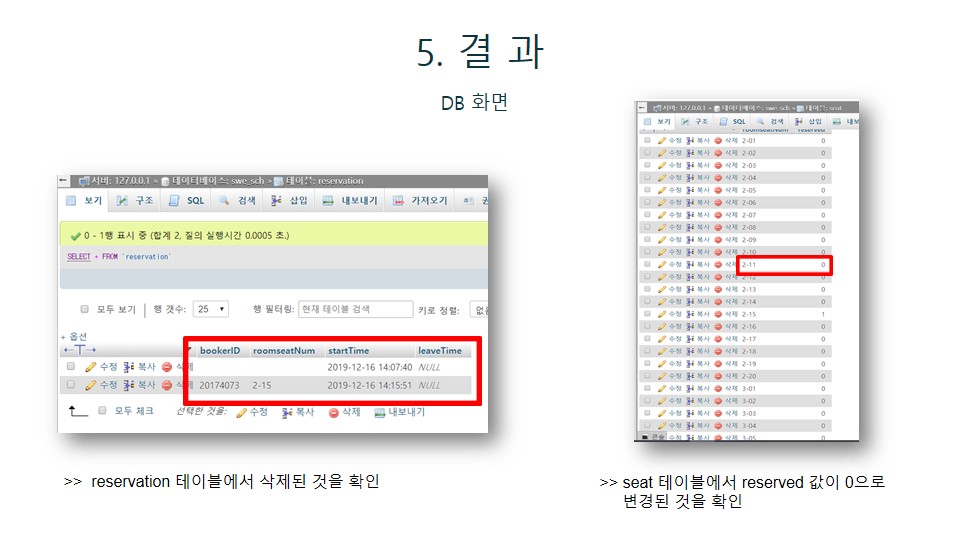 5. 결 과
DB 화면
서버: 127.0.0.1 » 데이터베이스: swe_sch » 테이블: reservation
보기 구조 SQL 검색 삽입 내보내기 가져오기
0 - 1행 표시 중 (합계 2, 질의 실행시간 0.0005 초.)
SELECT * FROM `reservation`
모두 보기 행 갯수: 25 행 필터링: 현재 테이블 검색 키로 정렬: 없음
+ 옵션
bookerID roomseatNum startTime leaveTime
수정 복사 삭제 2019-12-16 14:07:40 NULL
수정 복사 삭제 20174073 2-15 2019-12-16 14:15:51 NULL
모두 체크 선택한 것을: 수정 복사 삭제 내보내기
>> reservation 테이블에서 삭제된 것을 확인
서버: 127.0.0.1 » 데이터베이스: swe_sch » 테이블: seat
보기 구조 SQL 검색 삽입 내보
roomseatNum reserved
수정 복사 삭제 2-01 0
수정 복사 삭제 2-02 0
수정 복사 삭제 2-03 0
수정 복사 삭제 2-04 0
수정 복사 삭제 2-05 0
수정 복사 삭제 2-06 0
수정 복사 삭제 2-07 0
수정 복사 삭제 2-08 0
수정 복사 삭제 2-09 0
수정 복사 삭제 2-10 0
수정 복사 삭제 2-11 0
수정 복사 삭제 2-12 0
수정 복사 삭제 2-13 0
수정 복사 삭제 2-14 0
수정 복사 삭제 2-15 1
수정 복사 삭제 2-16 0
수정 복사 삭제 2-17 0
수정 복사 삭제 2-18 0
수정 복사 삭제 2-19 0
수정 복사 삭제 2-20 0
수정 복사 삭제 3-01 0
수정 복사 삭제 3-02 0
수정 복사 삭제 3-03 0
수정 복사 삭제 3-04 0
콘솔 수정 복사 삭제 3-05 0
>> seat 테이블에서 reserved 값이 0으로
변경된 것을 확인